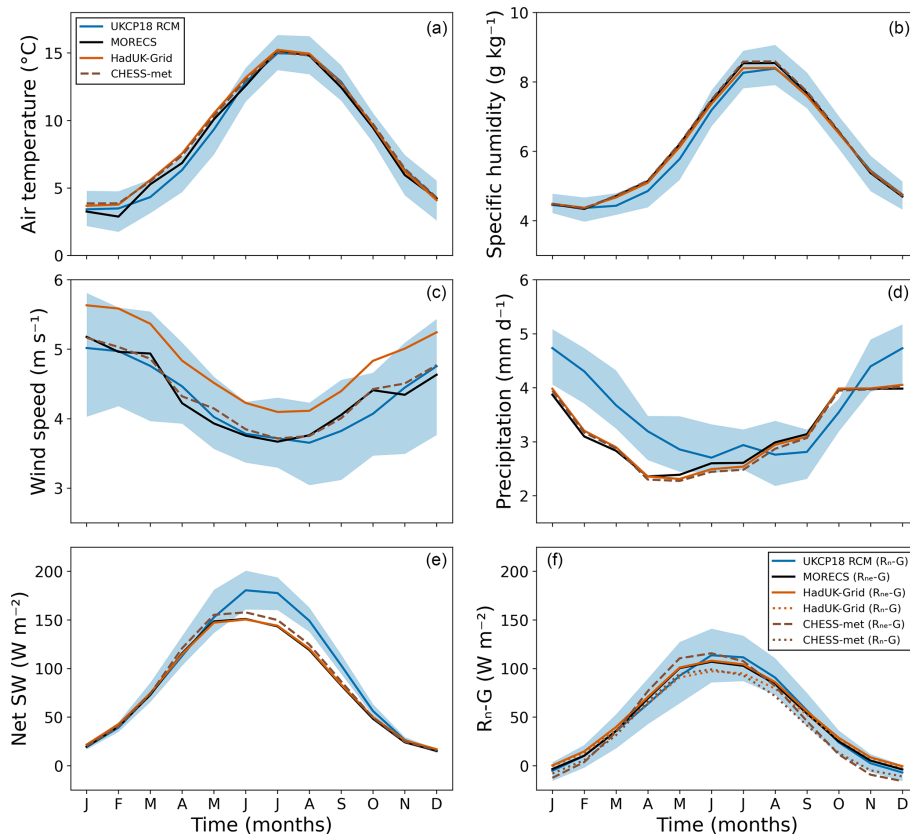 (a)
UKCP18 RCM
MORECS
HadUK-Grid
CHESS-met
Air temperature (°C)
15
10
5
0
(b)
Specific humidity (g kg⁻¹)
10
8
6
4
(c)
Wind speed (m s⁻¹)
6
5
4
3
(d)
Precipitation (mm d⁻¹)
6
5
4
3
2
1
(e)
Net SW (W m⁻²)
200
150
100
50
0
J F M A M J J A S O N D
Time (months)
(f)
UKCP18 RCM (Rₙ-G)
MORECS (Rₙₑ-G)
HadUK-Grid (Rₙₑ-G)
HadUK-Grid (Rₙ-G)
CHESS-met (Rₙₑ-G)
CHESS-met (Rₙ-G)
Rₙ-G (W m⁻²)
200
150
100
50
0
J F M A M J J A S O N D
Time (months)